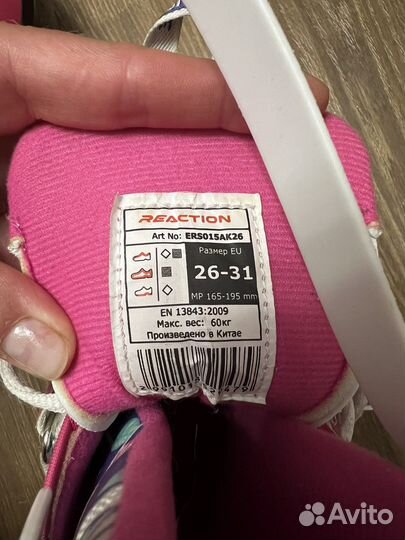 REACTION
Art No: ERS015AK26
Размер EU
26-31
MP 165-195 mm
EN 13843:2009
Макс. вес: 60кг
Произведено в Китае
Avito